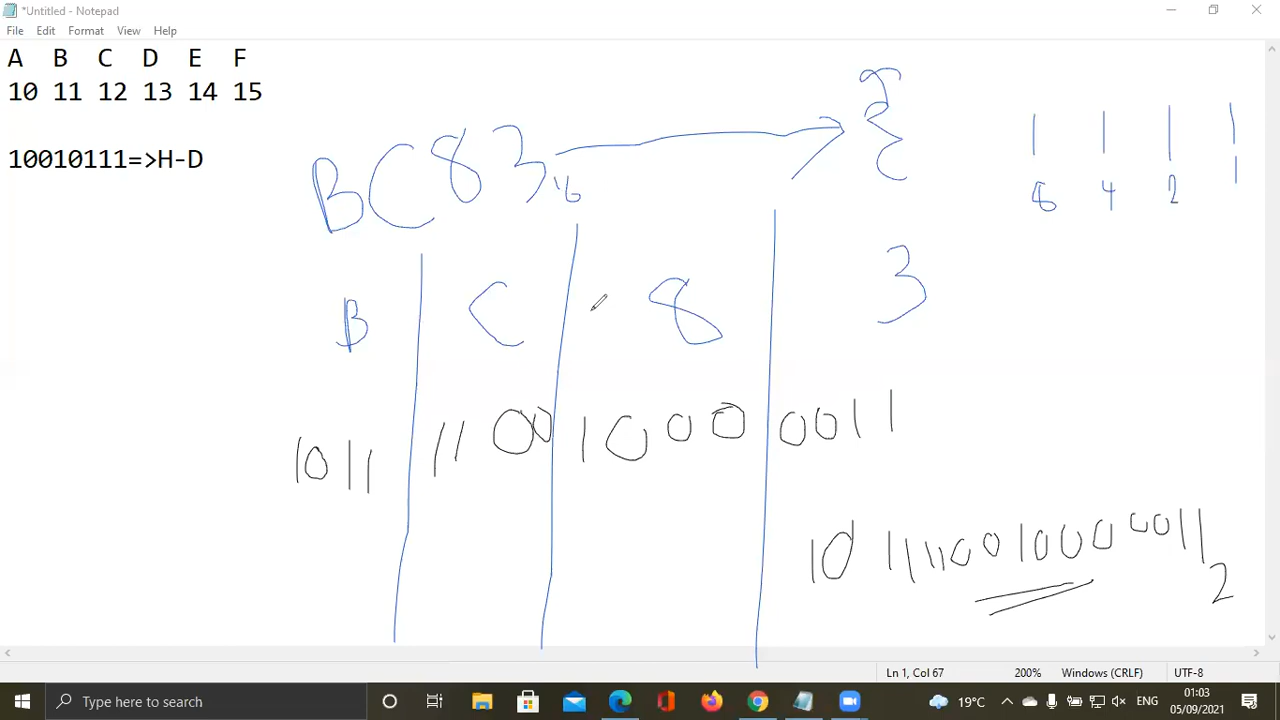 *Untitled - Notepad
File Edit Format View Help
A B C D E F
10 11 12 13 14 15
10010111=>H-D
BC83 16
8 4 2 1
B C 8 3
1011 1100 1000 0011
1011110010000011 2
Ln 1, Col 67 200% Windows (CRLF) UTF-8
Type here to search
19°C ENG
01:03
05/09/2021